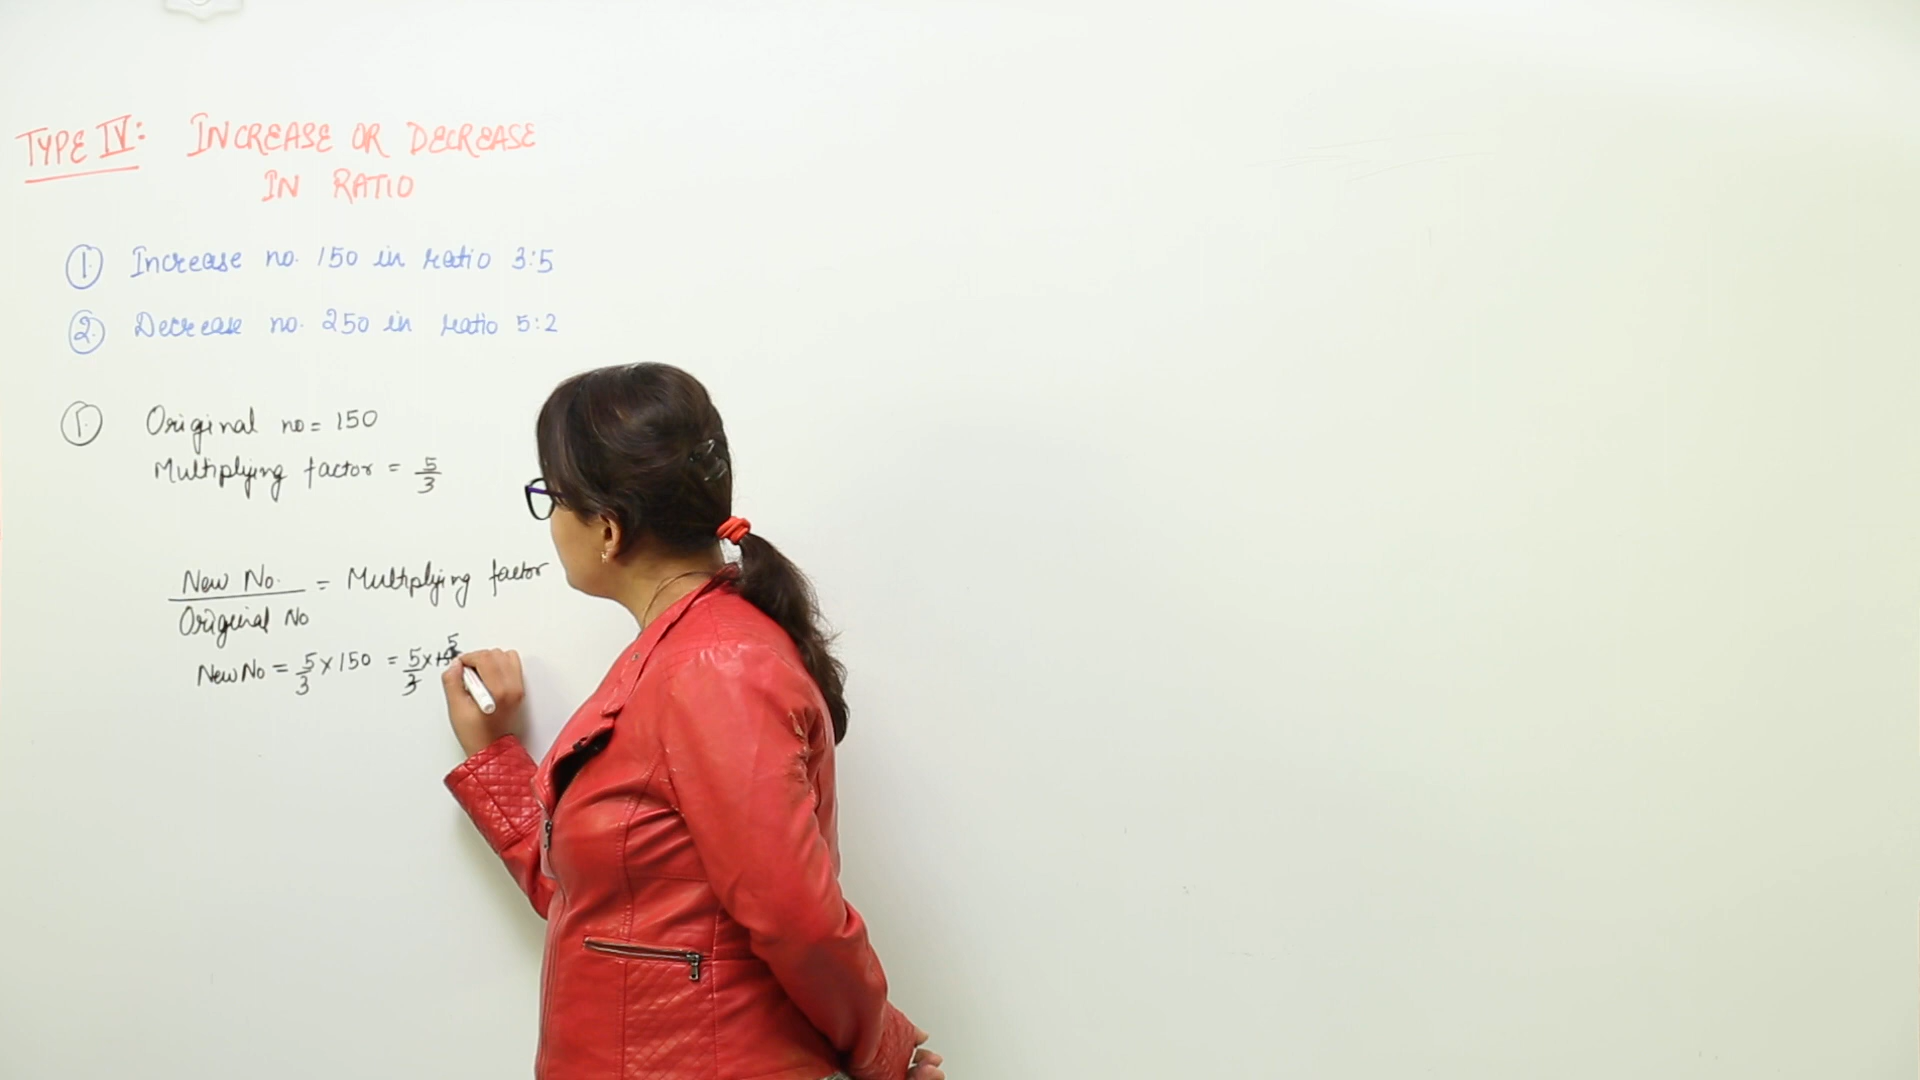 TYPE IV: INCREASE OR DECREASE
IN RATIO
1. Increase no. 150 in ratio 3:5
2. Decrease no. 250 in ratio 5:2
1. Original no = 150
Multiplying factor = 5/3
New No. / Original No = Multiplying factor
New No = 5/3 x 150 = 5/3 x